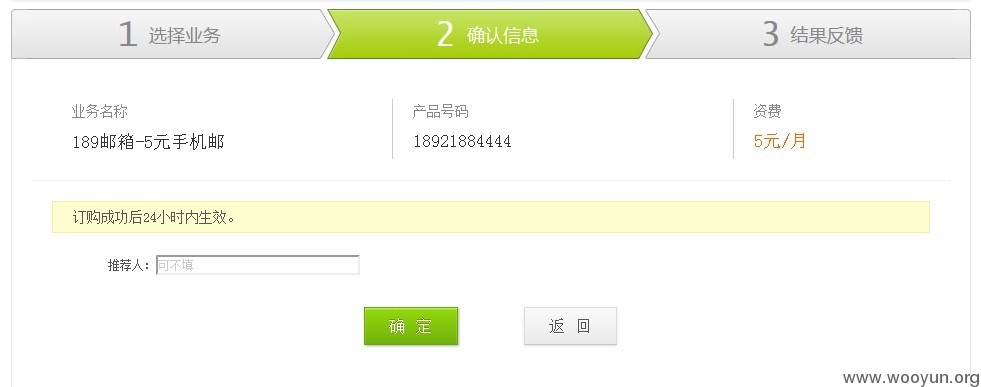 1 选择业务
2 确认信息
3 结果反馈
业务名称
产品号码
资费
189邮箱-5元手机邮
18921884444
5元/月
订购成功后24小时内生效。
推荐人：可不填
确 定
返 回
www.wooyun.org